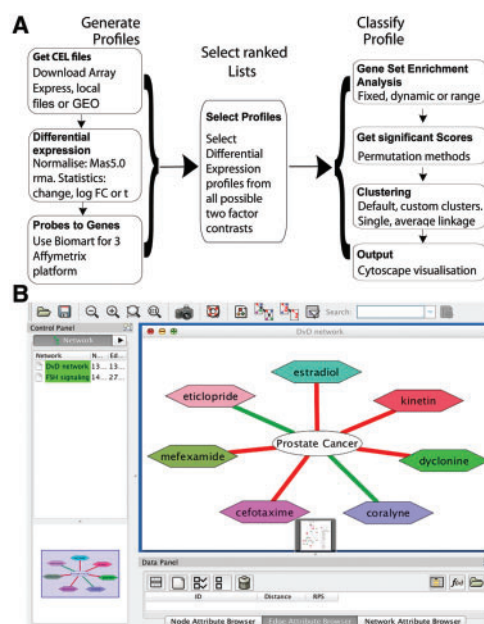 A
Generate
Profiles
Get CEL files
Download Array
Express, local
files or GEO
Differential
expression
Normalise: Mas5.0
rma. Statistics:
change, log FC or t
Probes to Genes
Use Biomart for 3
Affymetrix
platform
Select ranked
Lists
Select Profiles
Select
Differential
Expression
profiles from
all possible
two factor
contrasts
Classify
Profile
Gene Set Enrichment
Analysis
Fixed, dynamic or range
Get significant Scores
Permutation methods
Clustering
Default, custom clusters.
Single, average linkage
Output
Cytoscape visualisation
B
Search:
Control Panel
Network
Network N... Ed...
DvD network 13... 13...
FSH signaling 14... 27...
DvD network
estradiol
eticlopride
kinetin
Prostate Cancer
mefexamide
dyclonine
cefotaxime
coralyne
Data Panel
f(x)
ID Distance RPS
Node Attribute Browser Edge Attribute Browser Network Attribute Browser